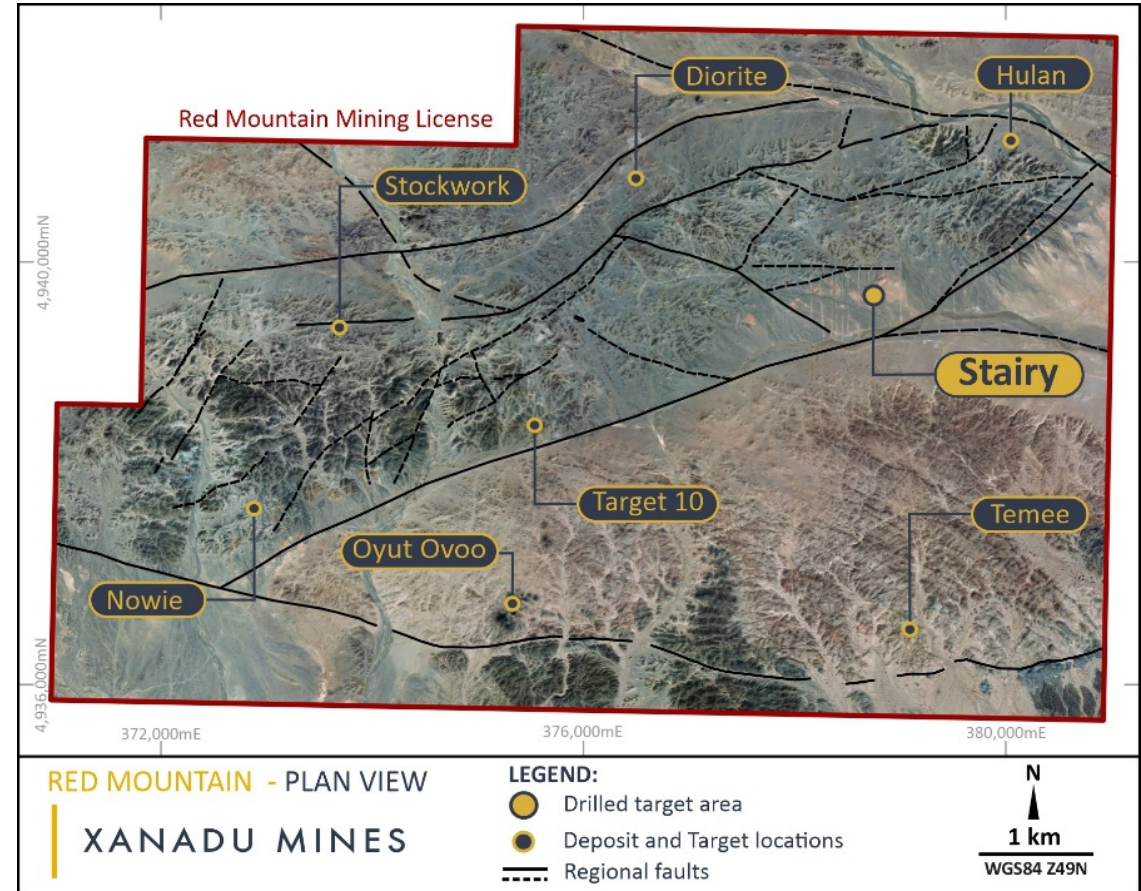 Red Mountain Mining License
Diorite
Hulan
Stockwork
4,940,000mN
Stairy
Target 10
Temee
Oyut Ovoo
Nowie
4,936,000mN
372,000mE
376,000mE
380,000mE
RED MOUNTAIN - PLAN VIEW
XANADU MINES
LEGEND:
Drilled target area
Deposit and Target locations
Regional faults
N
1 km
WGS84 Z49N